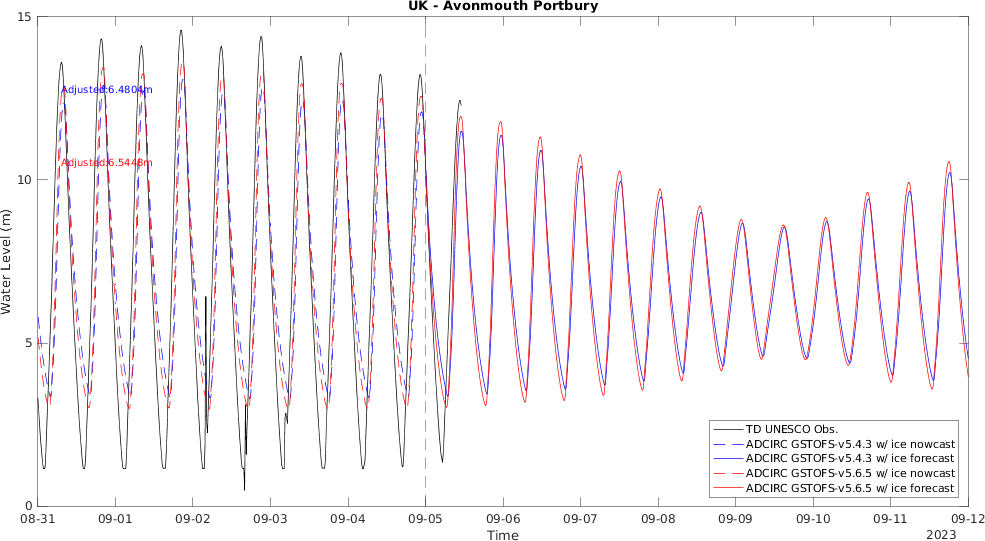 UK - Avonmouth Portbury
15
10
5
0
Water Level (m)
Adjusted:6.4804m
Adjusted:6.5448m
TD UNESCO Obs.
ADCIRC GSTOFS-v5.4.3 w/ ice nowcast
ADCIRC GSTOFS-v5.4.3 w/ ice forecast
ADCIRC GSTOFS-v5.6.5 w/ ice nowcast
ADCIRC GSTOFS-v5.6.5 w/ ice forecast
08-31 09-01 09-02 09-03 09-04 09-05 09-06 09-07 09-08 09-09 09-10 09-11 09-12
Time
2023